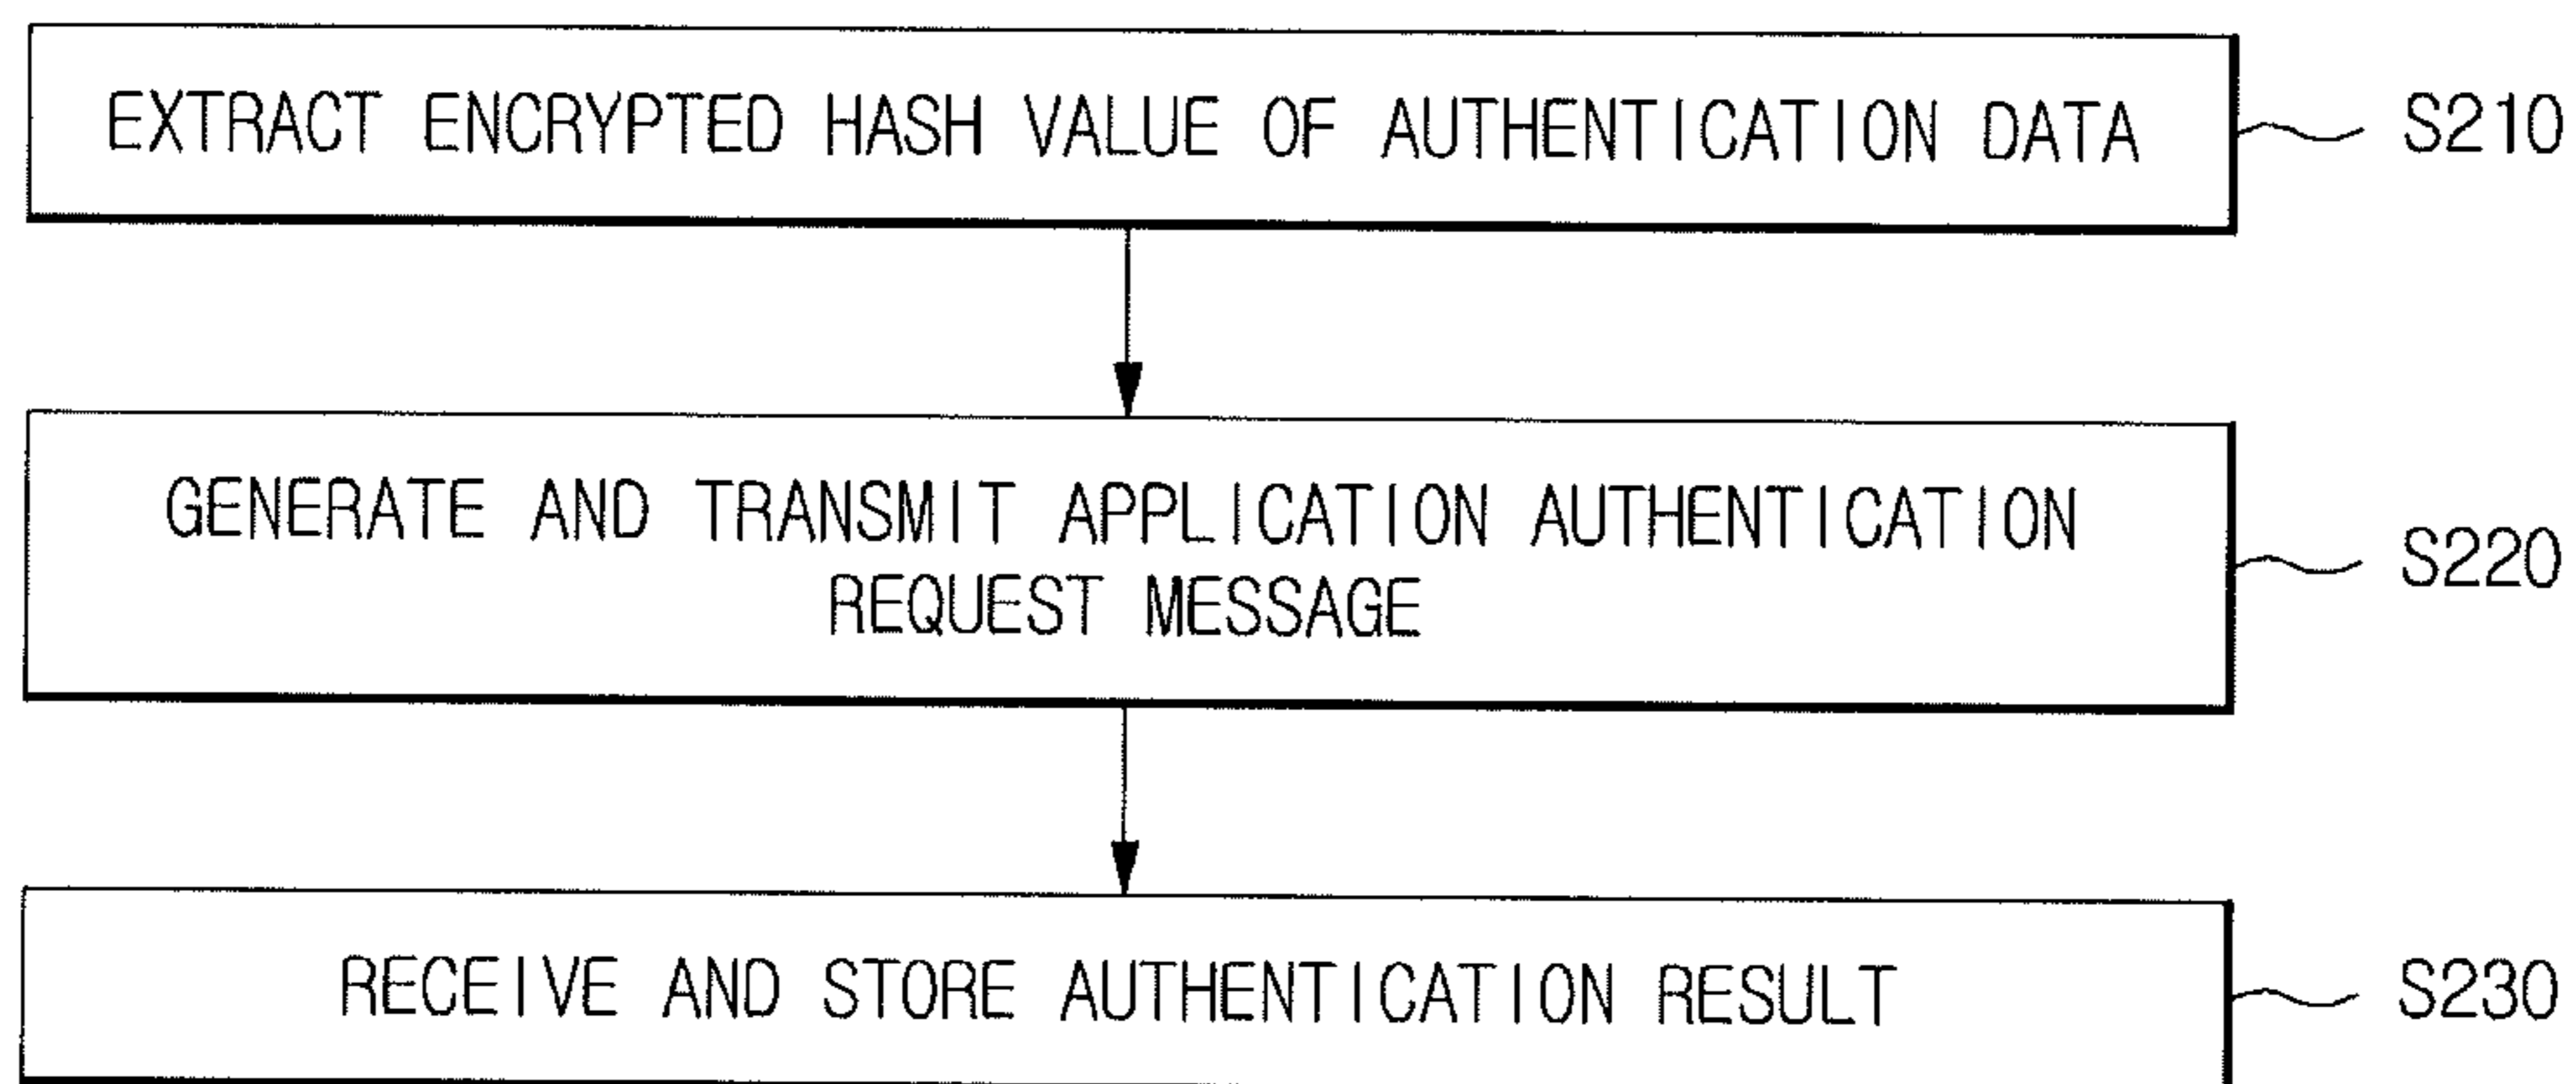 EXTRACT ENCRYPTED HASH VALUE OF AUTHENTICATION DATA
S210
GENERATE AND TRANSMIT APPLICATION AUTHENTICATION
REQUEST MESSAGE
S220
RECEIVE AND STORE AUTHENTICATION RESULT
S230